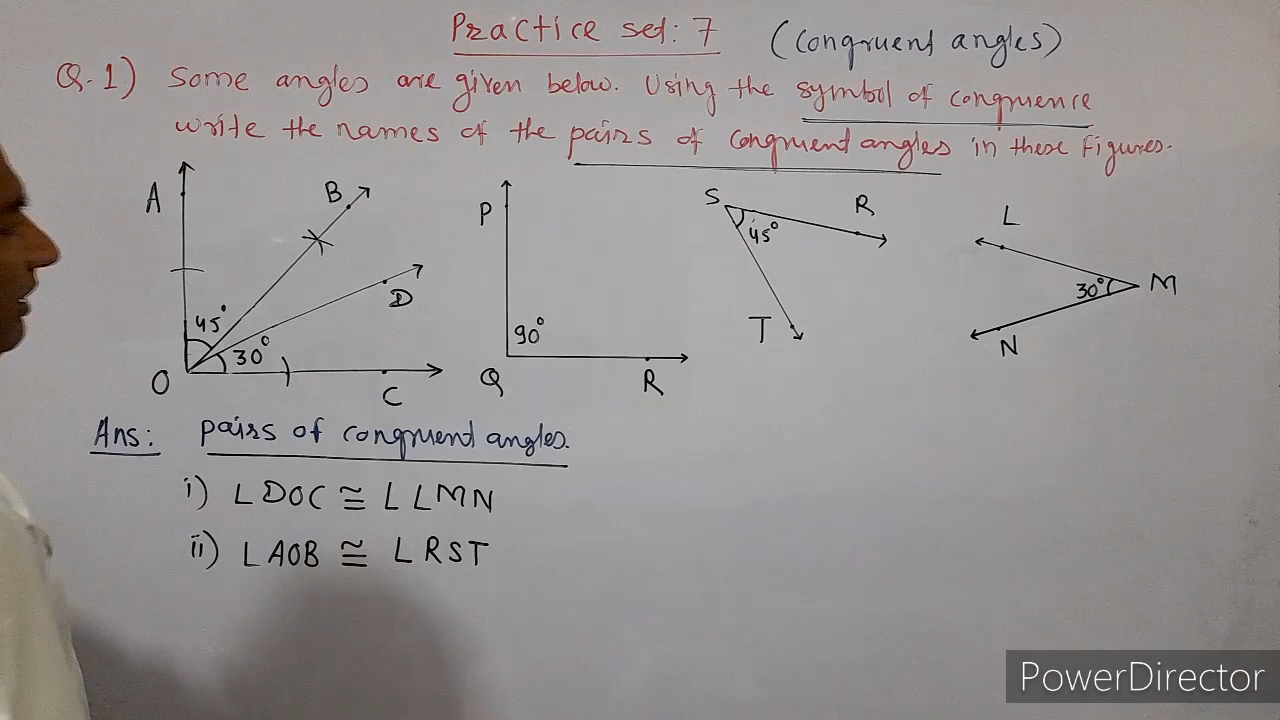 Practice set: 7 (Congruent angles)
Q.1) Some angles are given below. Using the symbol of congruence
write the names of the pairs of congruent angles in these figures.
A B D 45° 30° O C
P 90° Q R
S R 45° T
L 30° M N
Ans: pairs of congruent angles.
i) ∠DOC ≅ ∠LMN
ii) ∠AOB ≅ ∠RST
PowerDirector